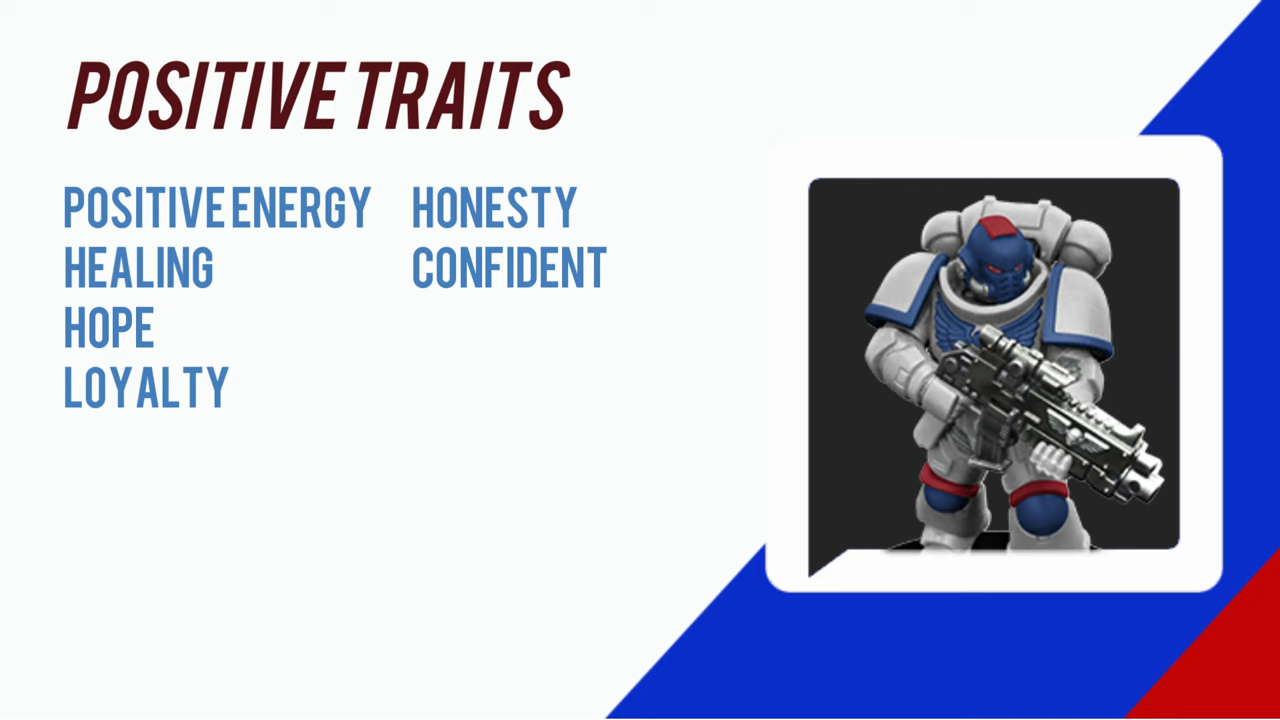 POSITIVE TRAITS
POSITIVE ENERGY
HEALING
HOPE
LOYALTY
HONESTY
CONFIDENT